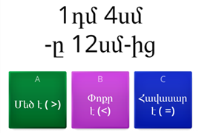 1դմ 4սմ
-ը 12սմ-ից
A
Մեծ է (>)
B
Փոքր
է (<)
C
Հավասար
է ( =)